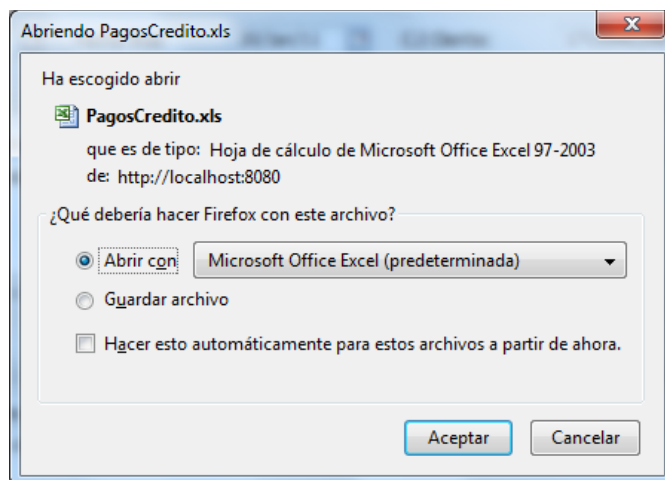 Abriendo PagosCredito.xls
Ha escogido abrir
PagosCredito.xls
que es de tipo: Hoja de cálculo de Microsoft Office Excel 97-2003
de: http://localhost:8080
¿Qué debería hacer Firefox con este archivo?
Abrir con Microsoft Office Excel (predeterminada)
Guardar archivo
Hacer esto automáticamente para estos archivos a partir de ahora.
Aceptar Cancelar